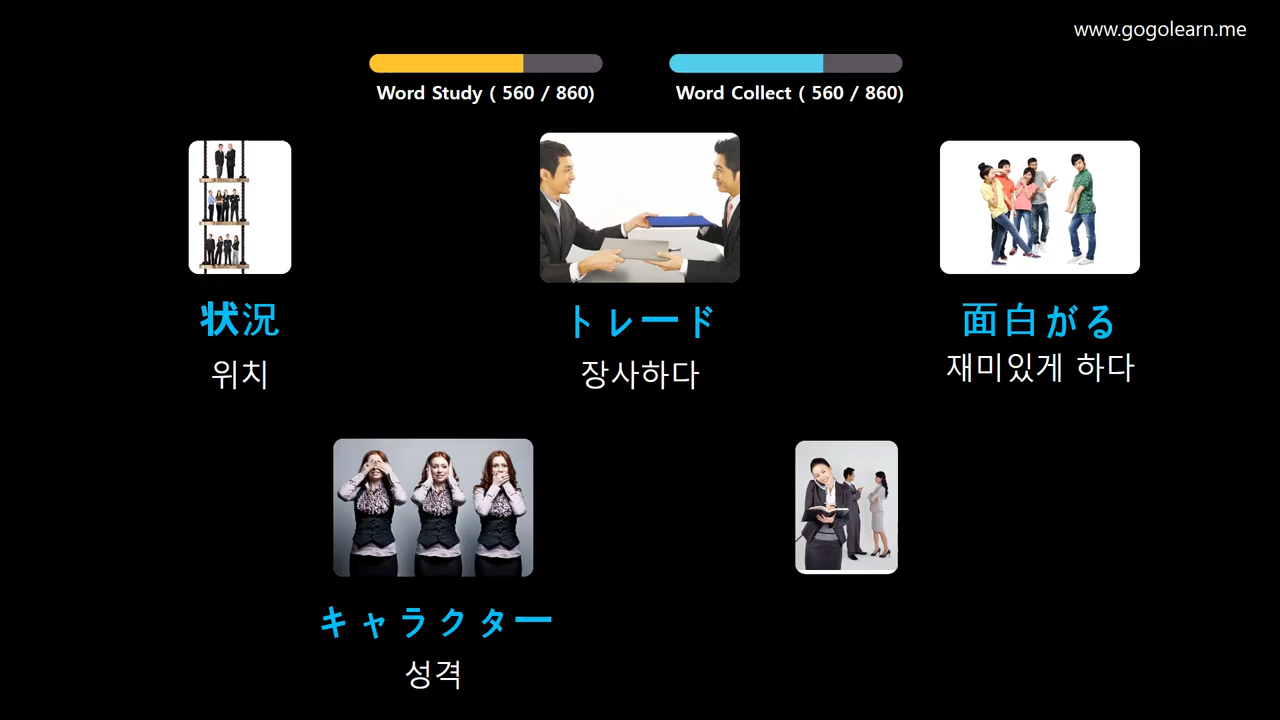 www.gogolearn.me
Word Study ( 560 / 860)
Word Collect ( 560 / 860)
状況
위치
トレード
장사하다
面白がる
재미있게 하다
キャラクター
성격